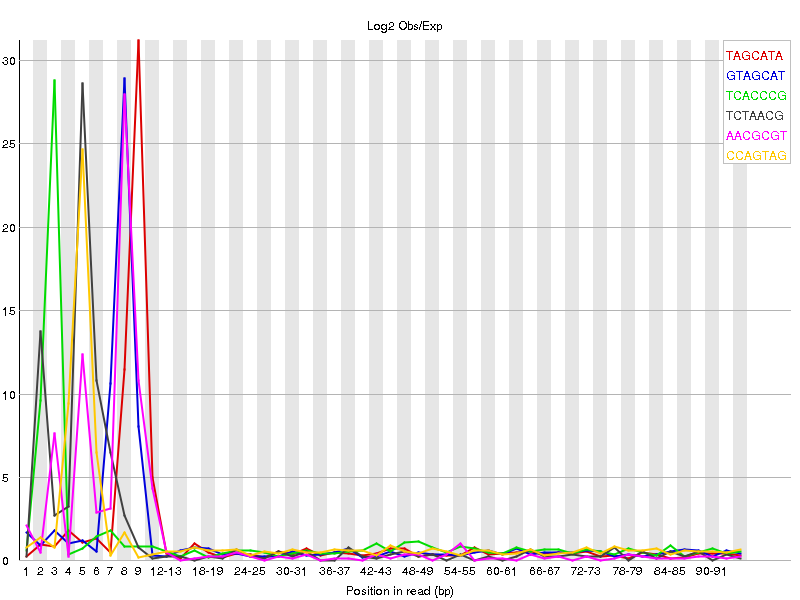 Log2 Obs/Exp
30
25
20
15
10
5
0
TAGCATA
GTAGCAT
TCACCCG
TCTAACG
AACGCGT
CCAGTAG
1 2 3 4 5 6 7 8 9 12-13 18-19 24-25 30-31 36-37 42-43 48-49 54-55 60-61 66-67 72-73 78-79 84-85 90-91
Position in read (bp)